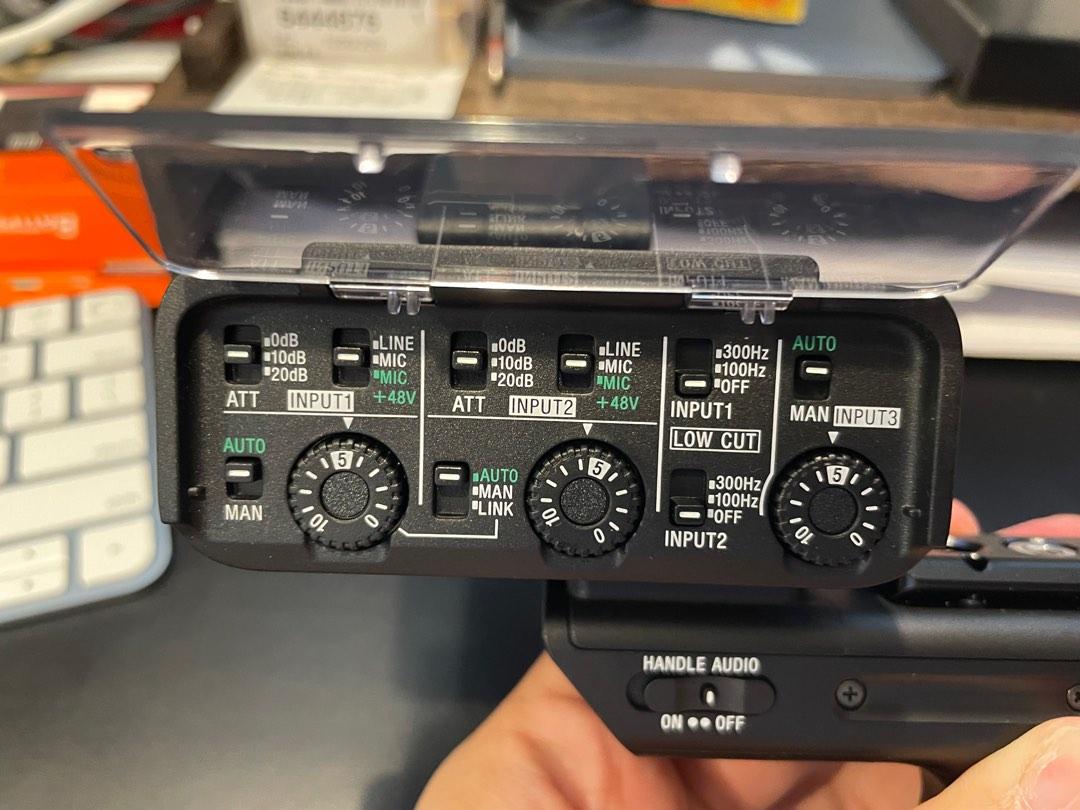 0dB
10dB
20dB
ATT
LINE
MIC
MIC
+48V
INPUT1
0dB
10dB
20dB
ATT
LINE
MIC
MIC
+48V
INPUT2
300Hz
100Hz
OFF
INPUT1
LOW CUT
AUTO
MAN INPUT3
AUTO
MAN
5
10 0
AUTO
MAN
LINK
5
10 0
300Hz
100Hz
OFF
INPUT2
5
10 0
HANDLE AUDIO
ON OFF